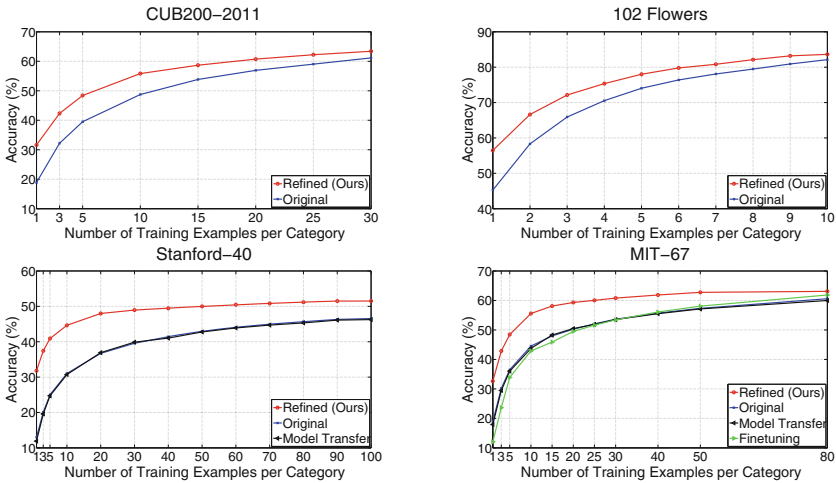 CUB200−2011
Accuracy (%)
70
60
50
40
30
20
10
1 3 5 10 15 20 25 30
Number of Training Examples per Category
Refined (Ours)
Original
102 Flowers
Accuracy (%)
90
80
70
60
50
40
1 2 3 4 5 6 7 8 9 10
Number of Training Examples per Category
Refined (Ours)
Original
Stanford−40
Accuracy (%)
60
50
40
30
20
10
1 3 5 10 20 30 40 50 60 70 80 90 100
Number of Training Examples per Category
Refined (Ours)
Original
Model Transfer
MIT−67
Accuracy (%)
70
60
50
40
30
20
10
1 3 5 10 15 20 25 30 40 50 80
Number of Training Examples per Category
Refined (Ours)
Original
Model Transfer
Finetuning